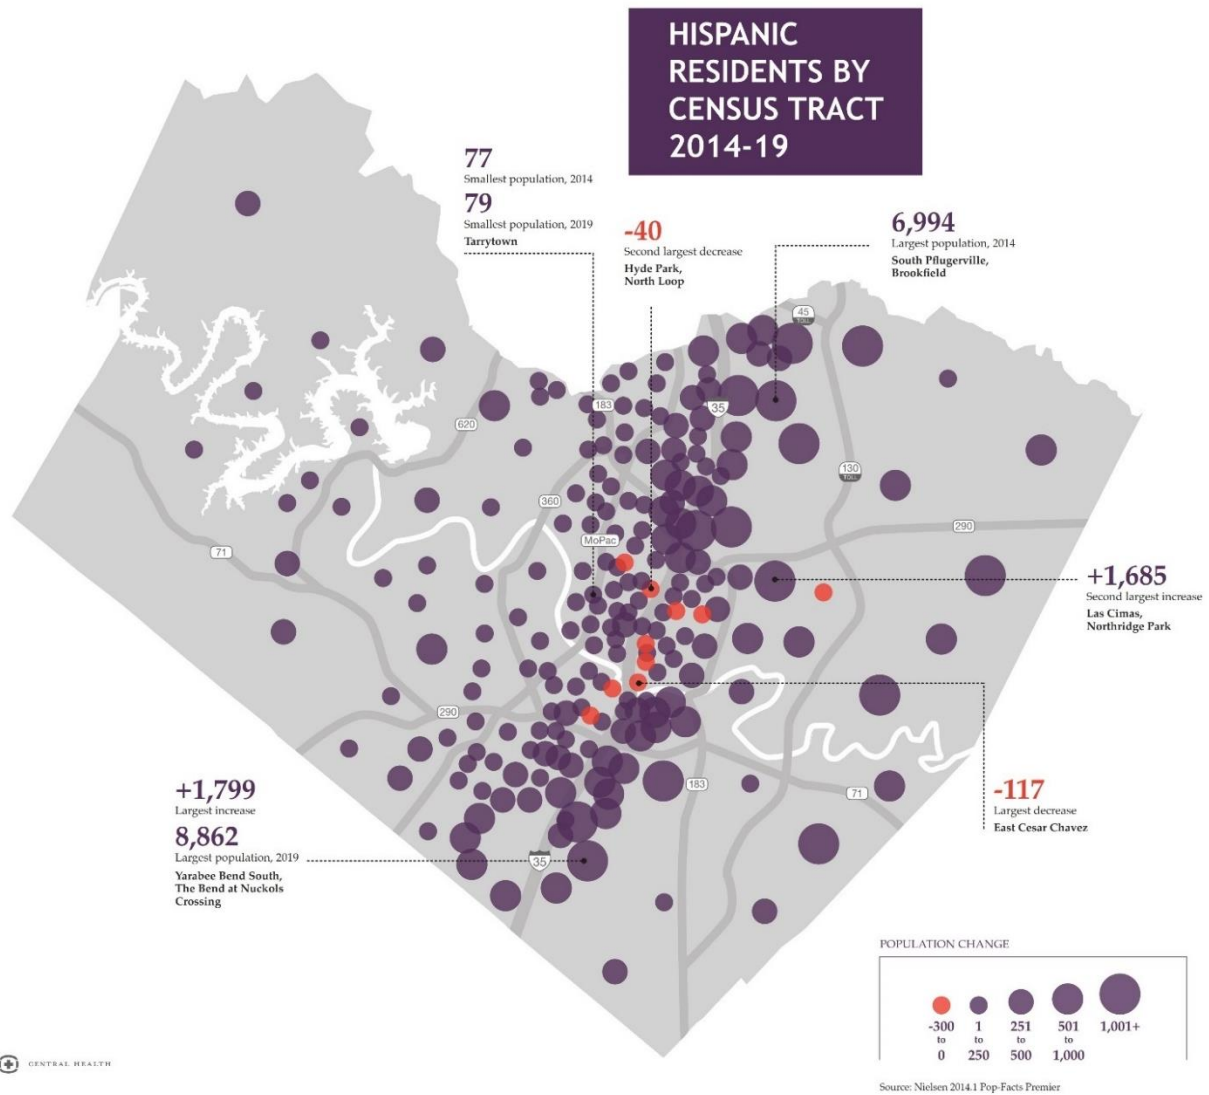 HISPANIC
RESIDENTS BY
CENSUS TRACT
2014-19
77
Smallest population, 2014
79
Smallest population, 2019
Tarrytown
-40
Second largest decrease
Hyde Park,
North Loop
6,994
Largest population, 2014
South Pflugerville,
Brookfield
45
TOLL
183
35
620
130
TOLL
360
290
MoPac
71
+1,685
Second largest increase
Las Cimas,
Northridge Park
290
183
71
-117
Largest decrease
East Cesar Chavez
+1,799
Largest increase
8,862
Largest population, 2019
Yarabee Bend South,
The Bend at Nuckols
Crossing
35
POPULATION CHANGE
-300 1 251 501 1,001+
to to to to
0 250 500 1,000
CENTRAL HEALTH
Source: Nielsen 2014.1 Pop-Facts Premier